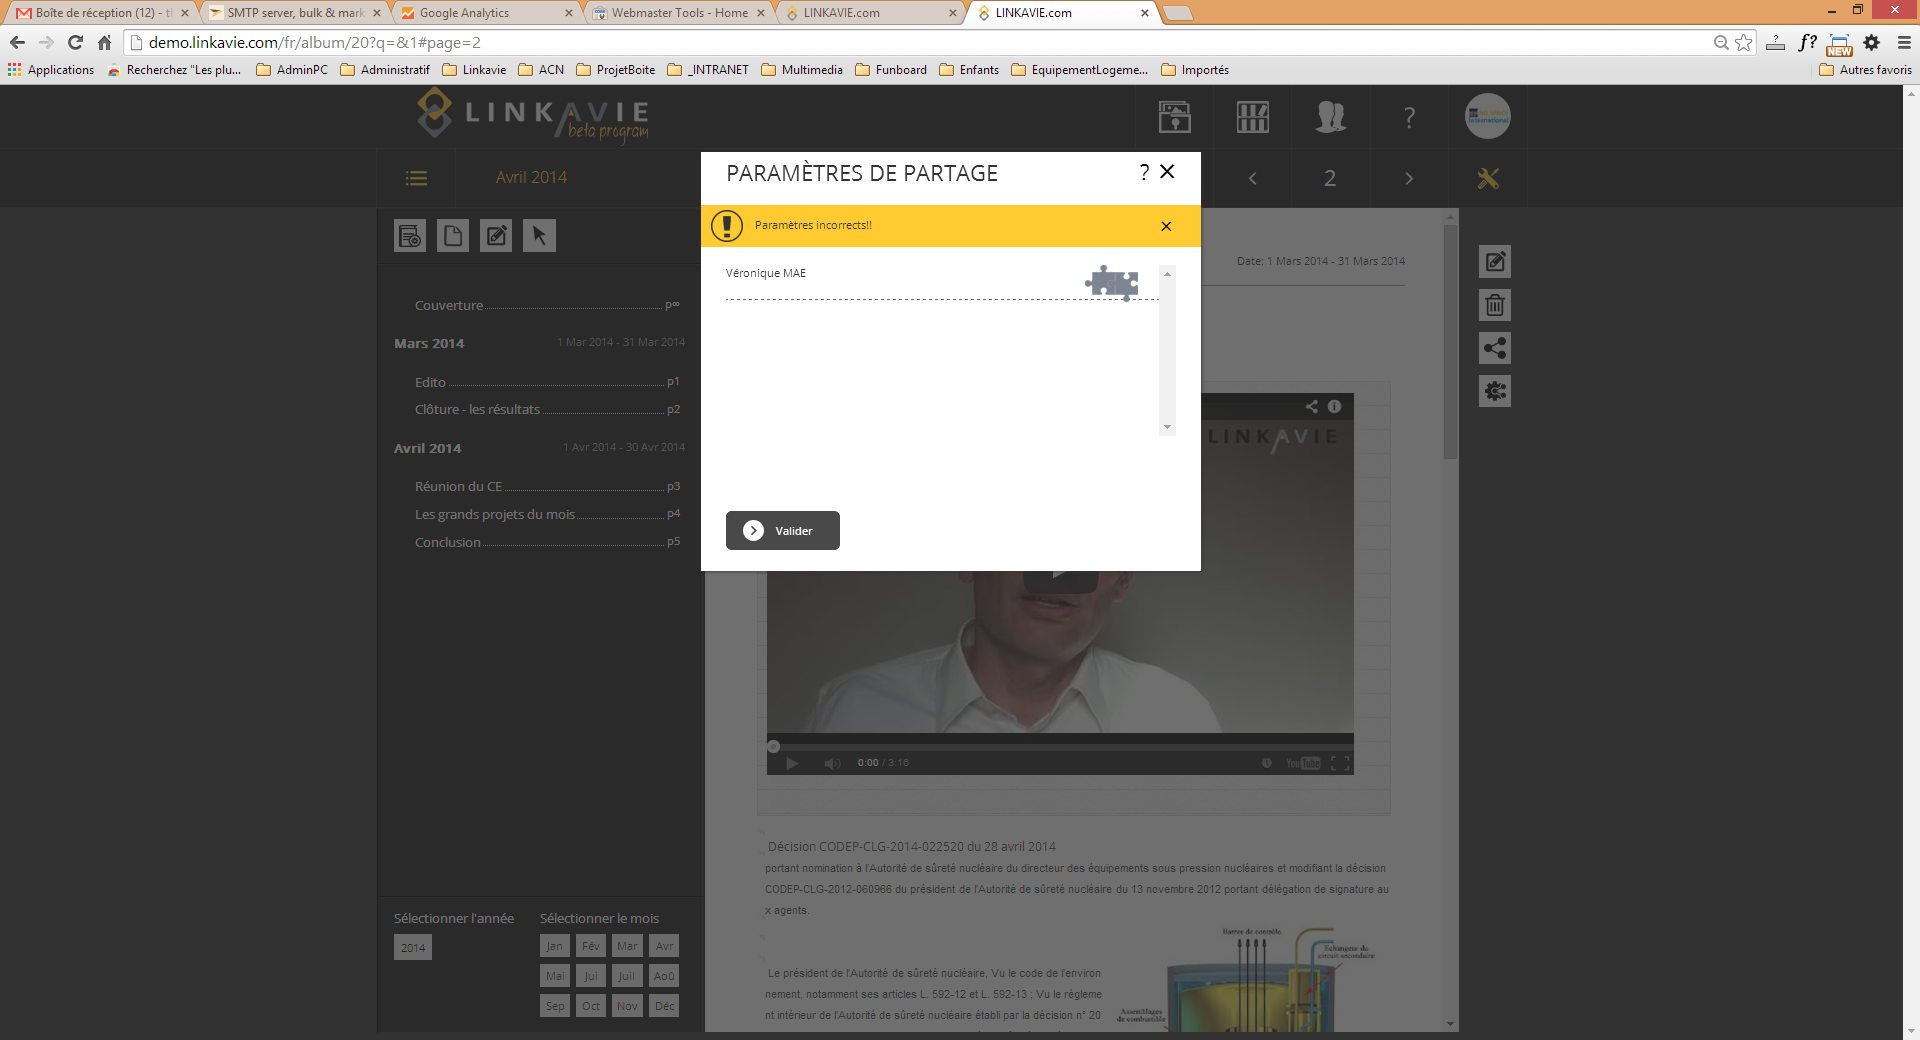 Boîte de réception (12) - tl
SMTP server, bulk & mark
Google Analytics
Webmaster Tools - Home
LINKAVIE.com
LINKAVIE.com
demo.linkavie.com/fr/album/20?q=&1#page=2
f?
NEW
Applications
Recherchez "Les plu...
AdminPC
Administratif
Linkavie
ACN
ProjetBoite
_INTRANET
Multimedia
Funboard
Enfants
EquipementLogeme...
Importés
Autres favoris
LINKAVIE
beta program
?
Avril 2014
2
PARAMÈTRES DE PARTAGE
?
Paramètres incorrects!!
Véronique MAE
Valider
Date: 1 Mars 2014 - 31 Mars 2014
Couverture p∞
Mars 2014 1 Mar 2014 - 31 Mar 2014
Edito p1
Clôture - les résultats p2
Avril 2014 1 Avr 2014 - 30 Avr 2014
Réunion du CE p3
Les grands projets du mois p4
Conclusion p5
LINKAVIE
0:00 / 3:16
YouTube
Décision CODEP-CLG-2014-022520 du 28 avril 2014
portant nomination à l'Autorité de sûreté nucléaire du directeur des équipements sous pression nucléaires et modifiant la décision
CODEP-CLG-2012-060966 du président de l'Autorité de sûreté nucléaire du 13 novembre 2012 portant délégation de signature au
x agents.
Le président de l'Autorité de sûreté nucléaire, Vu le code de l'environ
nement, notamment ses articles L. 592-12 et L. 592-13 ; Vu le règleme
nt intérieur de l'Autorité de sûreté nucléaire établi par la décision n° 20
Barres de contrôle
Echangeur de
circuit secondaire
Assemblages
de combustible
Sélectionner l'année
2014
Sélectionner le mois
Jan Fév Mar Avr
Mai Jui Juil Aoû
Sep Oct Nov Déc